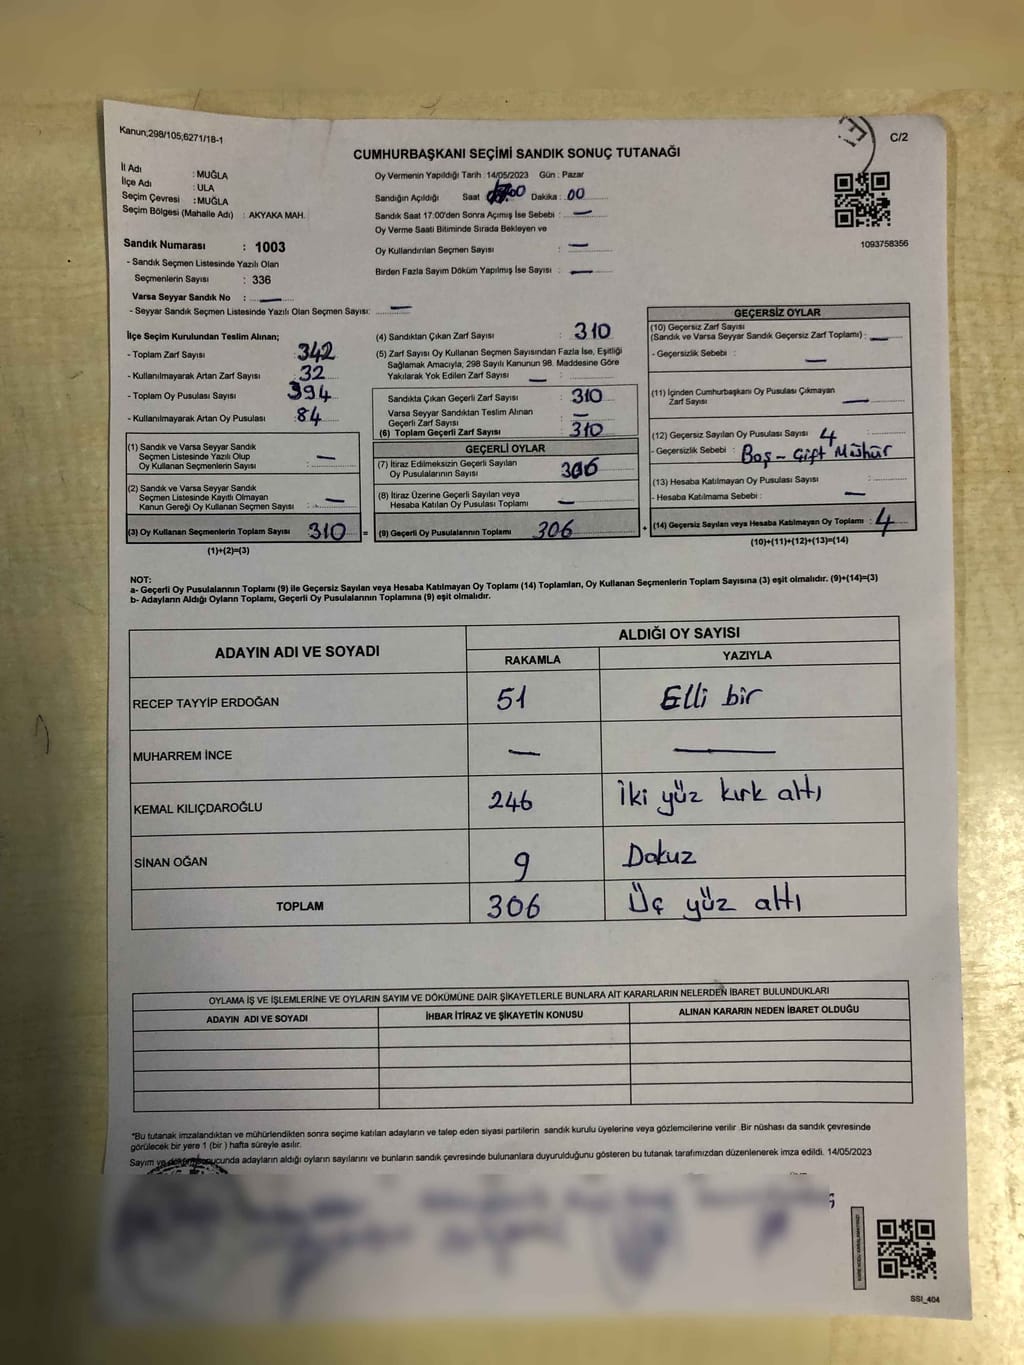 Kanun;298/105,6271/18-1
C/2
CUMHURBAŞKANI SEÇİMİ SANDIK SONUÇ TUTANAĞI
İl Adı : MUĞLA
İlçe Adı : ULA
Seçim Çevresi : MUĞLA
Seçim Bölgesi (Mahalle Adı) : AKYAKA MAH.
Sandık Numarası : 1003
- Sandık Seçmen Listesinde Yazılı Olan
Seçmenlerin Sayısı : 336
Varsa Seyyar Sandık No : —
- Seyyar Sandık Seçmen Listesinde Yazılı Olan Seçmen Sayısı: —
Oy Vermenin Yapıldığı Tarih : 14/05/2023 Gün : Pazar
Sandığın Açıldığı Saat :00 Dakika : 00
Sandık Saat 17:00'den Sonra Açımış İse Sebebi : —
Oy Verme Saati Bitiminde Sırada Bekleyen ve
Oy Kullandırılan Seçmen Sayısı : —
Birden Fazla Sayım Döküm Yapılmış İse Sayısı : —
1093758356
İlçe Seçim Kurulundan Teslim Alınan;
- Toplam Zarf Sayısı : 342
- Kullanılmayarak Artan Zarf Sayısı : 32
- Toplam Oy Pusulası Sayısı : 394
- Kullanılmayarak Artan Oy Pusulası : 84
(1) Sandık ve Varsa Seyyar Sandık
Seçmen Listesinde Yazılı Olup
Oy Kullanan Seçmenlerin Sayısı : —
(2) Sandık ve Varsa Seyyar Sandık
Seçmen Listesinde Kayıtlı Olmayan
Kanun Gereği Oy Kullanan Seçmen Sayısı : —
(3) Oy Kullanan Seçmenlerin Toplam Sayısı 310 =
(1)+(2)=(3)
(4) Sandıktan Çıkan Zarf Sayısı : 310
(5) Zarf Sayısı Oy Kullanan Seçmen Sayısından Fazla İse, Eşitliği
Sağlamak Amacıyla, 298 Sayılı Kanunun 98. Maddesine Göre
Yakılarak Yok Edilen Zarf Sayısı : —
Sandıkta Çıkan Geçerli Zarf Sayısı : 310
Varsa Seyyar Sandıktan Teslim Alınan
Geçerli Zarf Sayısı : —
(6) Toplam Geçerli Zarf Sayısı : 310
GEÇERLİ OYLAR
(7) İtiraz Edilmeksizin Geçerli Sayılan
Oy Pusulalarının Sayısı : 306
(8) İtiraz Üzerine Geçerli Sayılan veya
Hesaba Katılan Oy Pusulası Toplamı : —
(9) Geçerli Oy Pusulalarının Toplamı 306 +
GEÇERSİZ OYLAR
(10) Geçersiz Zarf Sayısı
(Sandık ve Varsa Seyyar Sandık Geçersiz Zarf Toplamı) : —
- Geçersizlik Sebebi : —
(11) İçinden Cumhurbaşkanı Oy Pusulası Çıkmayan
Zarf Sayısı : —
(12) Geçersiz Sayılan Oy Pusulası Sayısı : 4
- Geçersizlik Sebebi : Boş - Çift Mühür
(13) Hesaba Katılmayan Oy Pusulası Sayısı :
- Hesaba Katılmama Sebebi : —
(14) Geçersiz Sayılan veya Hesaba Katılmayan Oy Toplamı : 4
(10)+(11)+(12)+(13)=(14)
NOT:
a- Geçerli Oy Pusulalarının Toplamı (9) ile Geçersiz Sayılan veya Hesaba Katılmayan Oy Toplamı (14) Toplamları, Oy Kullanan Seçmenlerin Toplam Sayısına (3) eşit olmalıdır. (9)+(14)=(3)
b- Adayların Aldığı Oyların Toplamı, Geçerli Oy Pusulalarının Toplamına (9) eşit olmalıdır.
ADAYIN ADI VE SOYADI ALDIĞI OY SAYISI
RAKAMLA YAZIYLA
RECEP TAYYİP ERDOĞAN 51 Elli bir
MUHARREM İNCE — —
KEMAL KILIÇDAROĞLU 246 İki yüz kırk altı
SİNAN OĞAN 9 Dokuz
TOPLAM 306 Üç yüz altı
OYLAMA İŞ VE İŞLEMLERİNE VE OYLARIN SAYIM VE DÖKÜMÜNE DAİR ŞİKAYETLERLE BUNLARA AİT KARARLARIN NELERDEN İBARET BULUNDUKLARI
ADAYIN ADI VE SOYADI İHBAR İTİRAZ VE ŞİKAYETİN KONUSU ALINAN KARARIN NEDEN İBARET OLDUĞU
*Bu tutanak imzalandıktan ve mühürlendikten sonra seçime katılan adayların ve talep eden siyasi partilerin sandık kurulu üyelerine veya gözlemcilerine verilir .Bir nüshası da sandık çevresinde
görülecek bir yere 1 (bir ) hafta süreyle asılır.
Sayım ve sonucunda adayların aldığı oyların sayılarını ve bunların sandık çevresinde bulunanlara duyurulduğunu gösteren bu tutanak tarafımızdan düzenlenerek imza edildi. 14/05/2023
SSI_404